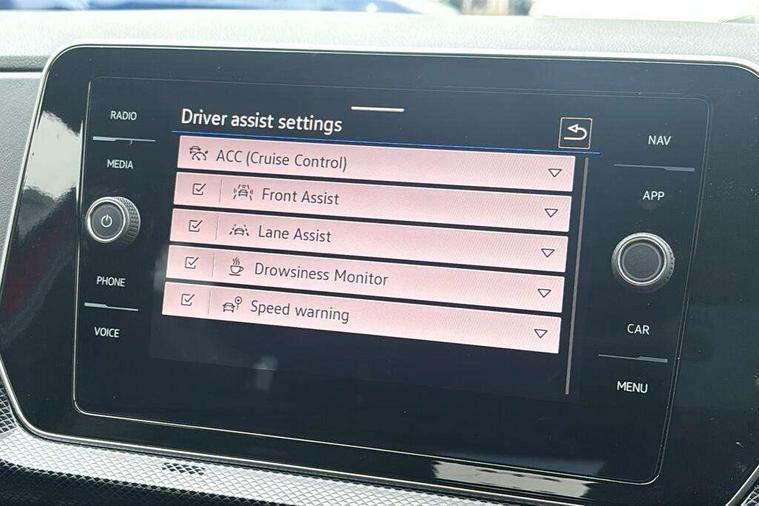 RADIO
MEDIA
PHONE
VOICE
Driver assist settings
ACC (Cruise Control)
Front Assist
Lane Assist
Drowsiness Monitor
Speed warning
NAV
APP
CAR
MENU